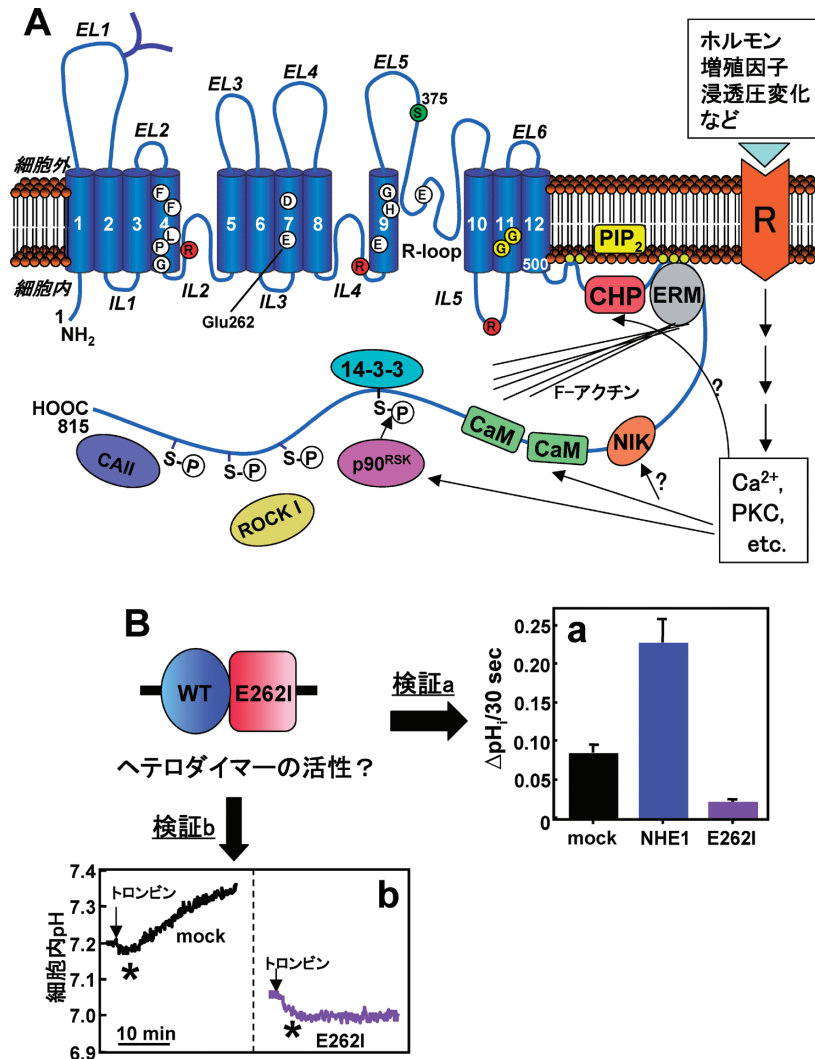 A
EL1
EL2
EL3
EL4
EL5
EL6
S 375
ホルモン
増殖因子
浸透圧変化
など
細胞外
細胞内
1 2 3 4 5 6 7 8 9 10 11 12
F
F
L
P
G
R
D
E
G
H
E
R
E
R-loop
G
G
R
500
PIP2
R
CHP
ERM
IL1
IL2
IL3
IL4
IL5
Glu262
1
NH2
F-アクチン
?
14-3-3
S-P
HOOC
815
S-P
S-P
S-P
CAII
ROCK I
p90RSK
CaM
CaM
NIK
?
Ca2+,
PKC,
etc.
B
WT E262I
ヘテロダイマーの活性？
検証a
検証b
a
ΔpHi/30 sec
0.25
0.20
0.15
0.10
0.05
0
mock NHE1 E262I
b
細胞内pH
7.4
7.3
7.2
7.1
7.0
6.9
トロンビン
mock
*
10 min
トロンビン
*
E262I